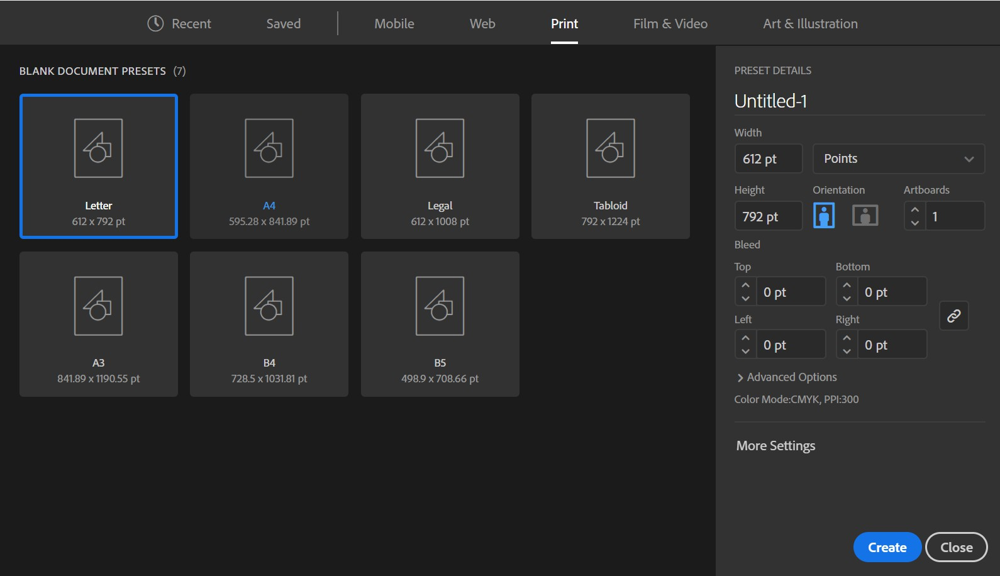 Recent Saved Mobile Web Print Film & Video Art & Illustration
BLANK DOCUMENT PRESETS (7)
Letter
612 x 792 pt
A4
595.28 x 841.89 pt
Legal
612 x 1008 pt
Tabloid
792 x 1224 pt
A3
841.89 x 1190.55 pt
B4
728.5 x 1031.81 pt
B5
498.9 x 708.66 pt
PRESET DETAILS
Untitled-1
Width
612 pt Points
Height Orientation Artboards
792 pt 1
Bleed
Top Bottom
0 pt 0 pt
Left Right
0 pt 0 pt
Advanced Options
Color Mode:CMYK, PPI:300
More Settings
Create Close